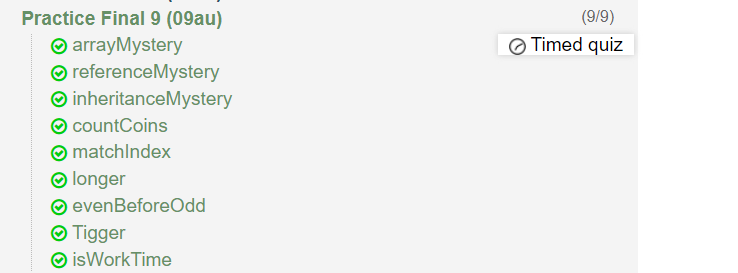 Practice Final 9 (09au) (9/9)
arrayMystery Timed quiz
referenceMystery
inheritanceMystery
countCoins
matchIndex
longer
evenBeforeOdd
Tigger
isWorkTime